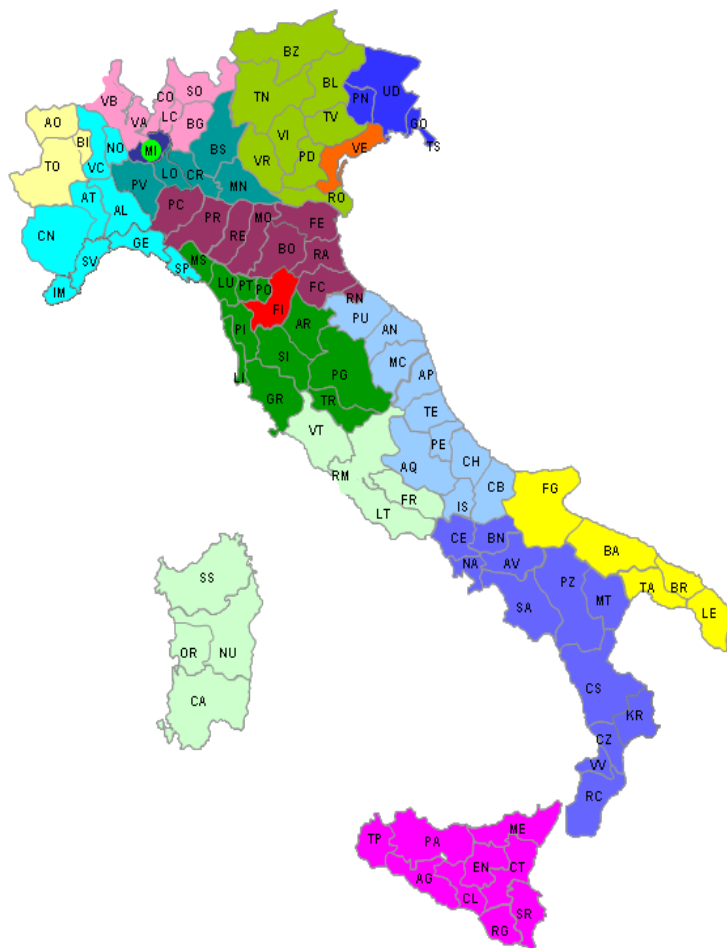 BZ
BL
UD
PN
TN
SO
CO
VB
LC
VA
BG
TV
AO
GO
VI
BI
NO
MI
BS
VE
TS
PD
VR
TO
VC
LO
CR
PV
MN
RO
AT
AL
PC
PR
MO
FE
CN
RE
GE
BO
RA
SV
MS
SP
LU
PT
PO
FC
IM
RN
FI
PU
AR
PI
AN
SI
MC
PG
AP
LI
GR
TR
TE
VT
PE
CH
AQ
RM
CB
FG
FR
IS
LT
CE
BN
BA
NA
AV
SS
PZ
TA
BR
MT
SA
LE
OR
NU
CS
CA
KR
CZ
VV
RC
ME
TP
PA
EN
CT
AG
CL
SR
RG